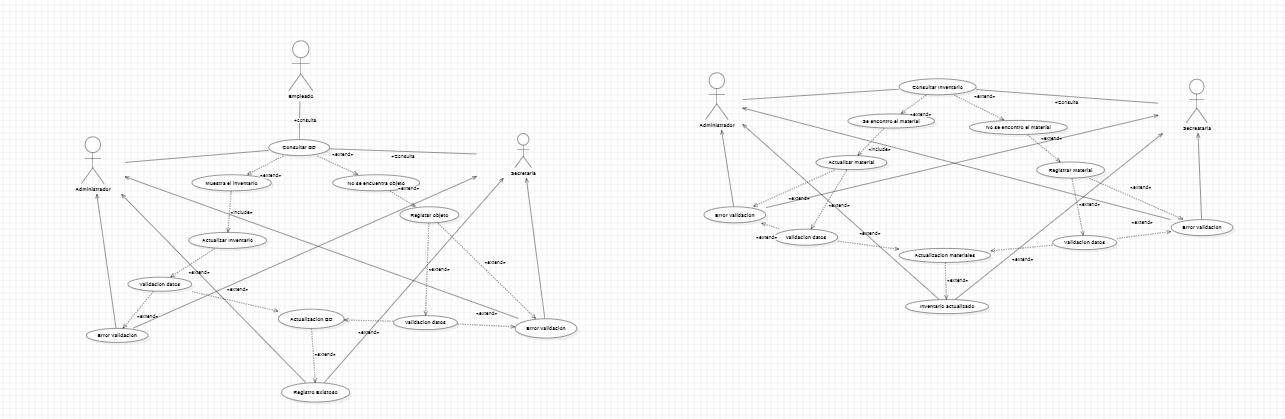 Empleado
«Consulta
Consultar BD
Administrador
«extend»
«Consulta
Secretaria
«extend»
Muestra el inventario
No se encuentra objeto
«extend»
«include»
Registar objeto
Actualizar inventario
«extend»
«extend»
«extend»
Validacion datos
«extend»
«extend»
«extend»
Actualizacion BD
Validacion datos
Error validacion
Error validacion
«extend»
«extend»
Registro Existoso
Administrador
Consultar inventario
«extend»
«Consulta
Secretaria
«extend»
Se encontro el material
No se encontro el material
«extend»
«include»
Actualizar material
Registrar material
«extend»
«extend»
«extend»
«extend»
Error validacion
«extend»
Error validacion
«extend»
Validacion datos
«extend»
Validacion datos
Actualizacion materiales
«extend»
«extend»
Inventario actualizado